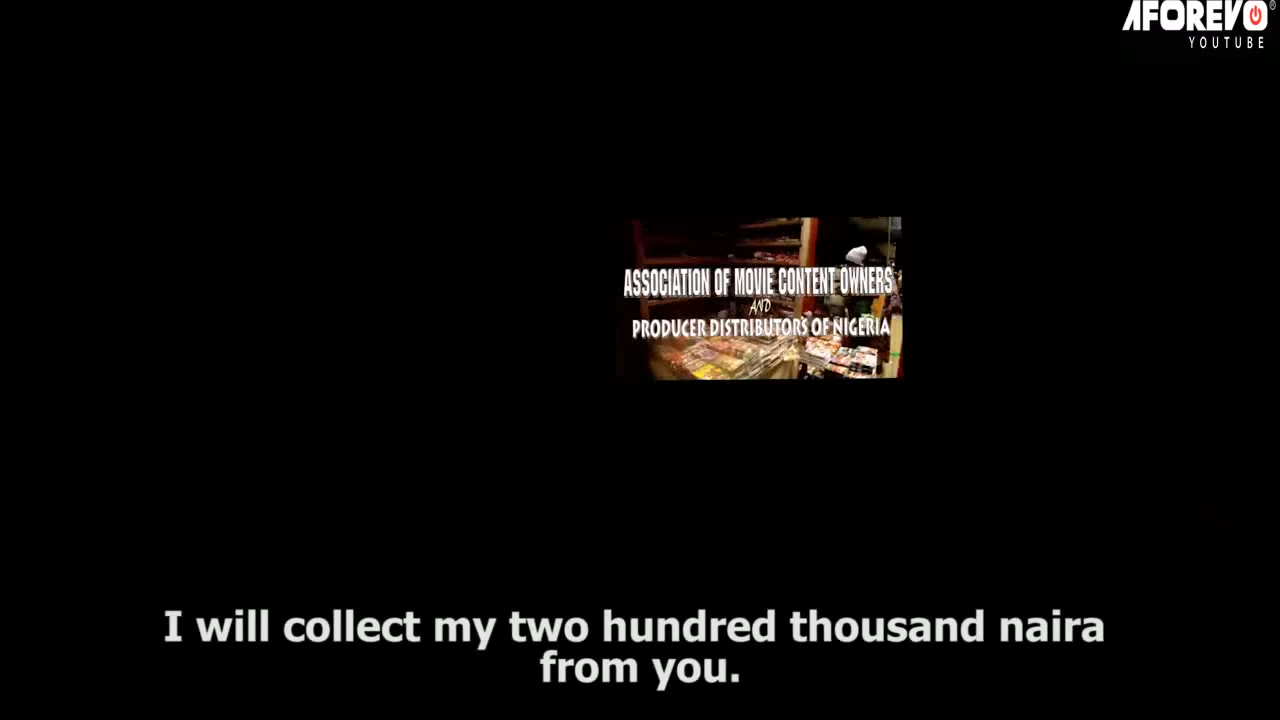 AFOREVO
YOUTUBE
ASSOCIATION OF MOVIE CONTENT OWNERS
AND
PRODUCER DISTRIBUTORS OF NIGERIA
I will collect my two hundred thousand naira
from you.